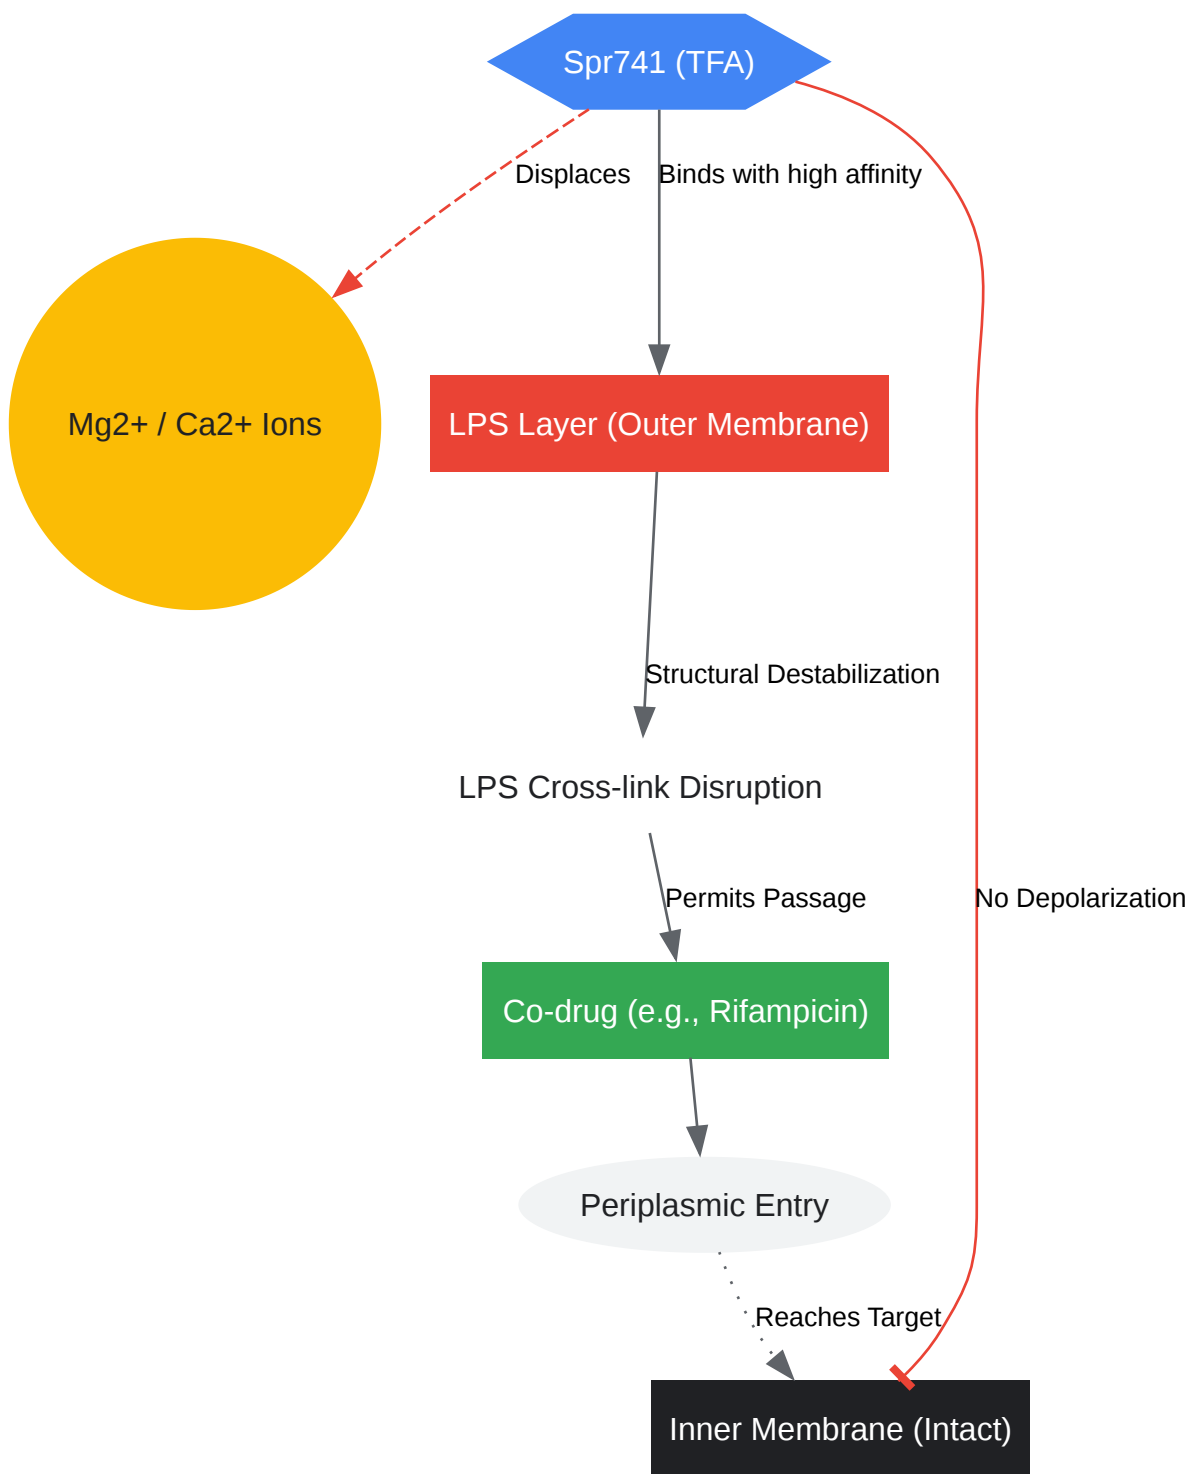 Spr741 (TFA)
Displaces
Binds with high affinity
Mg2+ / Ca2+ Ions
LPS Layer (Outer Membrane)
Structural Destabilization
LPS Cross-link Disruption
Permits Passage
No Depolarization
Co-drug (e.g., Rifampicin)
Periplasmic Entry
Reaches Target
Inner Membrane (Intact)